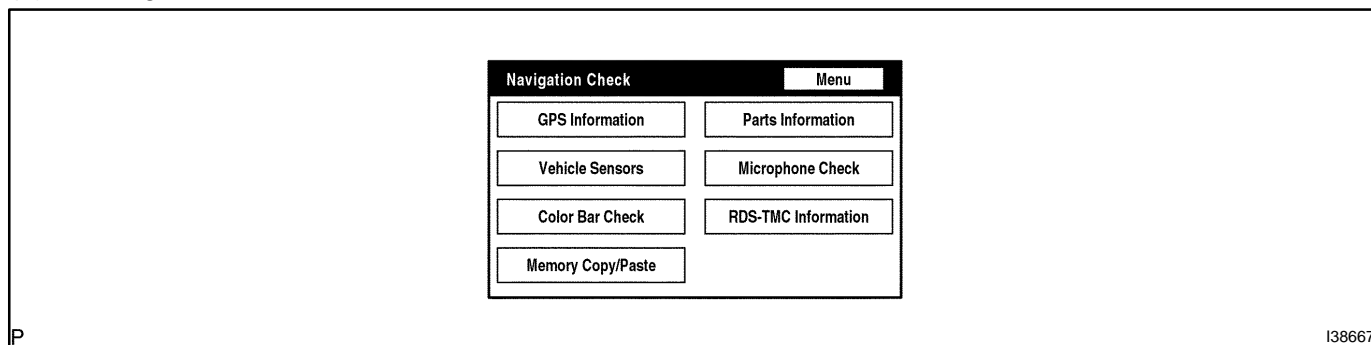 Navigation Check Menu
GPS Information Parts Information
Vehicle Sensors Microphone Check
Color Bar Check RDS-TMC Information
Memory Copy/Paste
P I38667